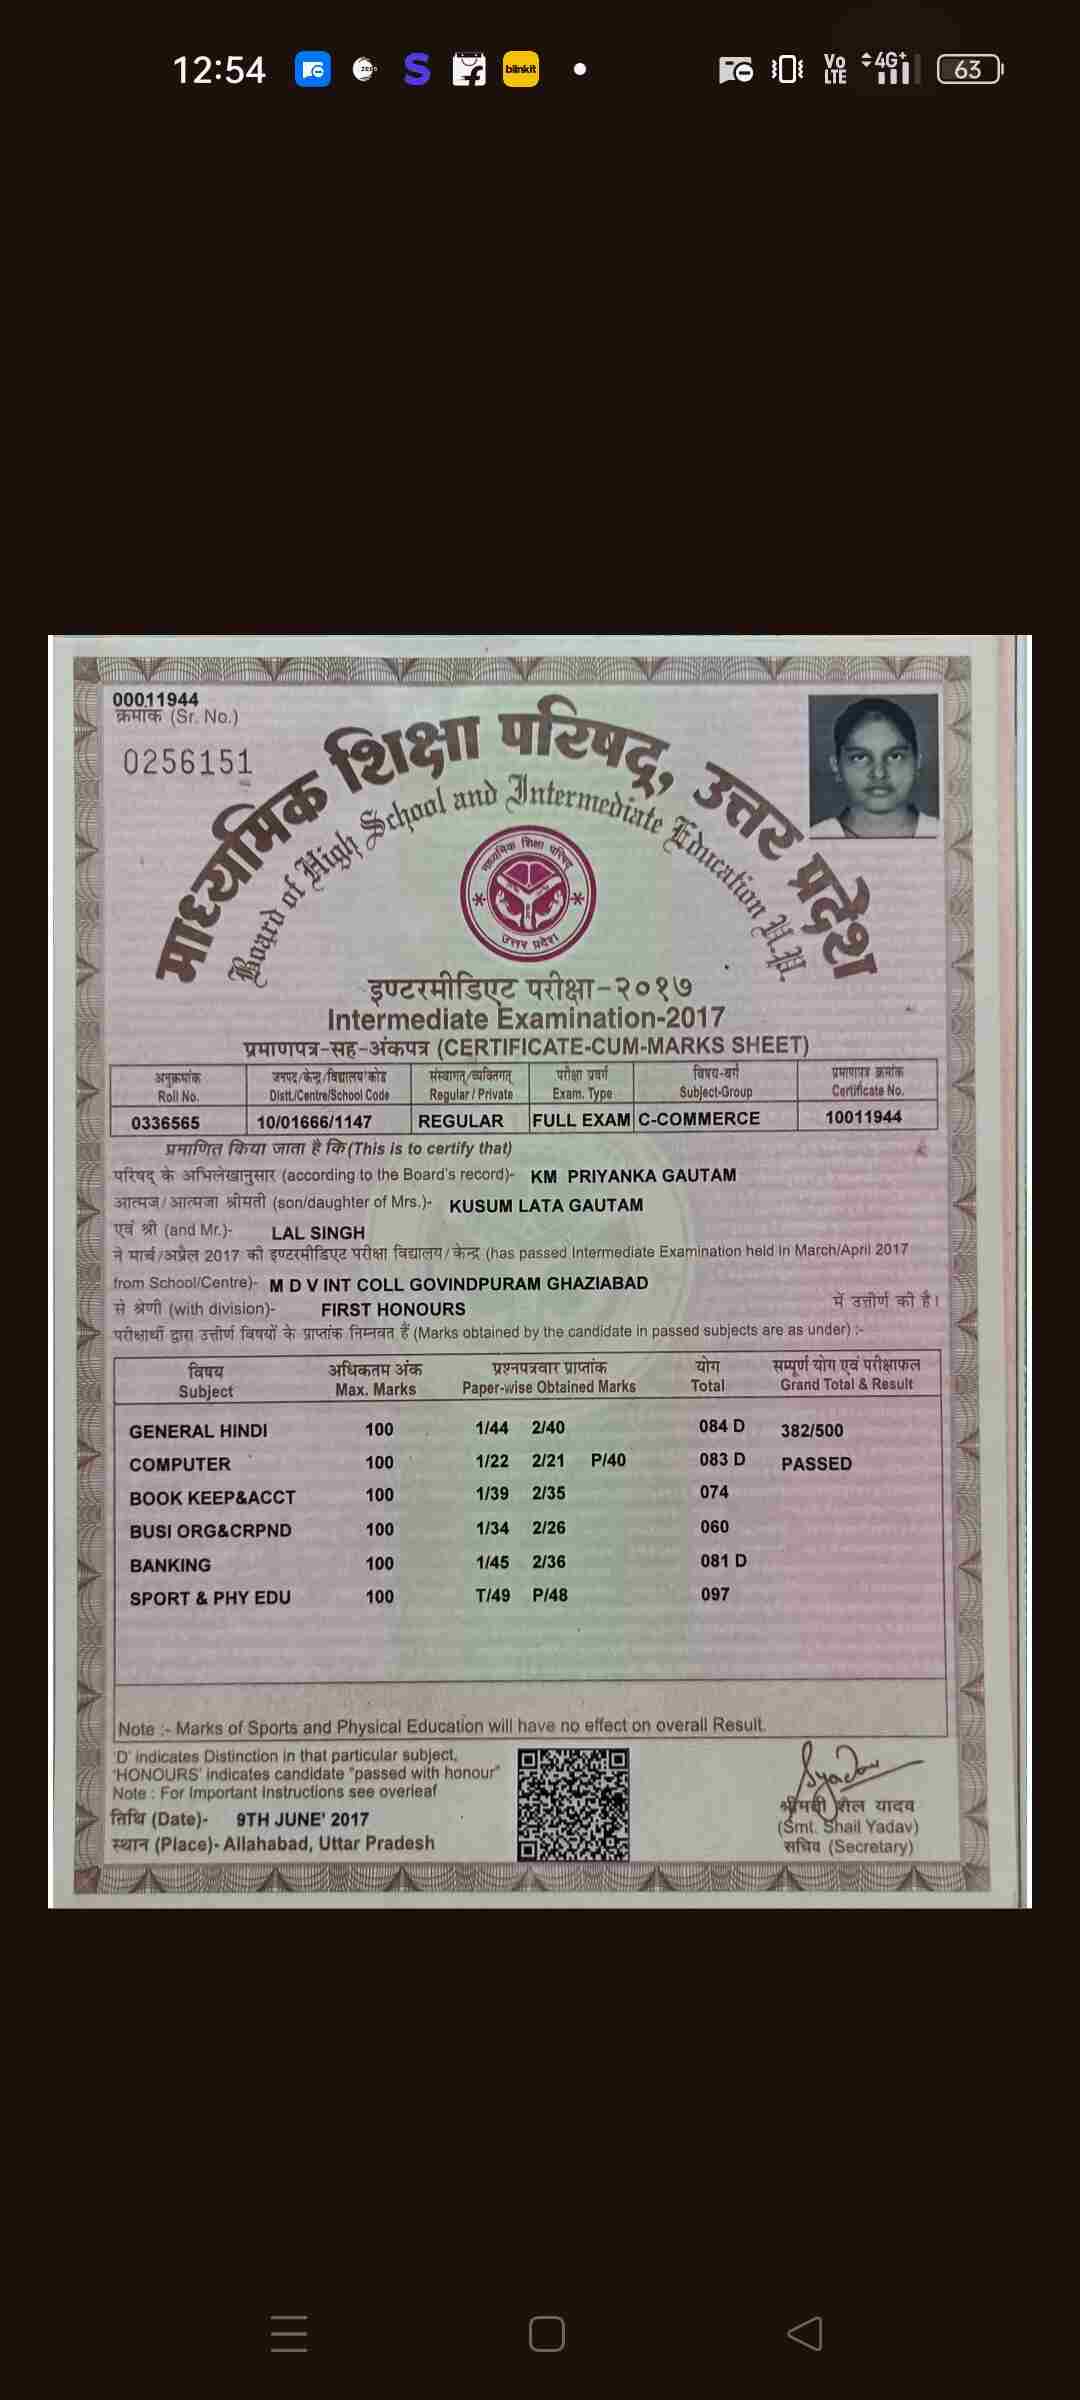 12:54 zero S blinkit Vo LTE 4G+ 63
00011944
क्रमांक (Sr. No.)
0256151
माध्यमिक शिक्षा परिषद्, उत्तर प्रदेश
Board of High School and Intermediate Education U.P.
माध्यमिक शिक्षा परिषद्
उत्तर प्रदेश
इण्टरमीडिएट परीक्षा-२०१७
Intermediate Examination-2017
प्रमाणपत्र-सह-अंकपत्र (CERTIFICATE-CUM-MARKS SHEET)
अनुक्रमांक जनपद/केन्द्र/विद्यालय कोड संस्थागत/व्यक्तिगत परीक्षा प्रवर्ग विषय-वर्ग प्रमाणपत्र क्रमांक
Roll No. Distt./Centre/School Code Regular / Private Exam. Type Subject-Group Certificate No.
0336565 10/01666/1147 REGULAR FULL EXAM C-COMMERCE 10011944
प्रमाणित किया जाता है कि (This is to certify that)
परिषद् के अभिलेखानुसार (according to the Board's record)- KM PRIYANKA GAUTAM
आत्मज/आत्मजा श्रीमती (son/daughter of Mrs.)- KUSUM LATA GAUTAM
एवं श्री (and Mr.)- LAL SINGH
ने मार्च/अप्रैल 2017 की इण्टरमीडिएट परीक्षा विद्यालय/केन्द्र (has passed Intermediate Examination held in March/April 2017
from School/Centre)- M D V INT COLL GOVINDPURAM GHAZIABAD
से श्रेणी (with division)- FIRST HONOURS में उत्तीर्ण की है।
परीक्षार्थी द्वारा उत्तीर्ण विषयों के प्राप्तांक निम्नवत हैं (Marks obtained by the candidate in passed subjects are as under) :-
विषय अधिकतम अंक प्रश्नपत्रवार प्राप्तांक योग सम्पूर्ण योग एवं परीक्षाफल
Subject Max. Marks Paper-wise Obtained Marks Total Grand Total & Result
GENERAL HINDI 100 1/44 2/40 084 D 382/500
COMPUTER 100 1/22 2/21 P/40 083 D PASSED
BOOK KEEP&ACCT 100 1/39 2/35 074
BUSI ORG&CRPND 100 1/34 2/26 060
BANKING 100 1/45 2/36 081 D
SPORT & PHY EDU 100 T/49 P/48 097
Note :- Marks of Sports and Physical Education will have no effect on overall Result.
'D' indicates Distinction in that particular subject,
'HONOURS' indicates candidate "passed with honour"
Note : For Important Instructions see overleaf
तिथि (Date)- 9TH JUNE' 2017
स्थान (Place)- Allahabad, Uttar Pradesh
Syadav
श्रीमती शैल यादव
(Smt. Shail Yadav)
सचिव (Secretary)